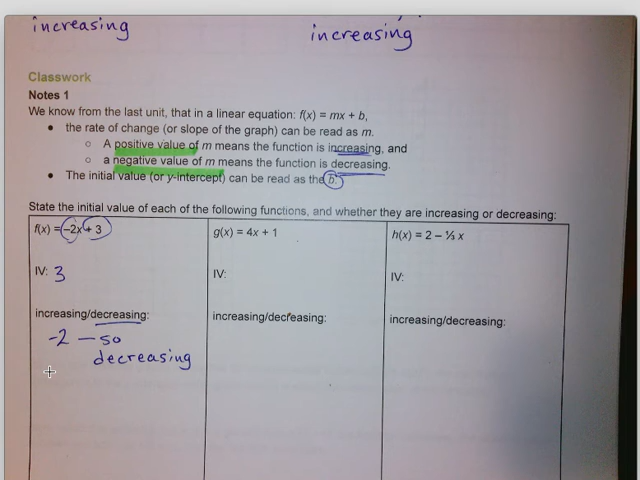 increasing increasing
Classwork
Notes 1
We know from the last unit, that in a linear equation: f(x) = mx + b,
• the rate of change (or slope of the graph) can be read as m.
○ A positive value of m means the function is increasing, and
○ a negative value of m means the function is decreasing.
• The initial value (or y-intercept) can be read as the b.
State the initial value of each of the following functions, and whether they are increasing or decreasing:
f(x) = -2x + 3 g(x) = 4x + 1 h(x) = 2 – ⅓ x
IV: 3 IV: IV:
increasing/decreasing: increasing/decreasing: increasing/decreasing:
-2 — so
decreasing